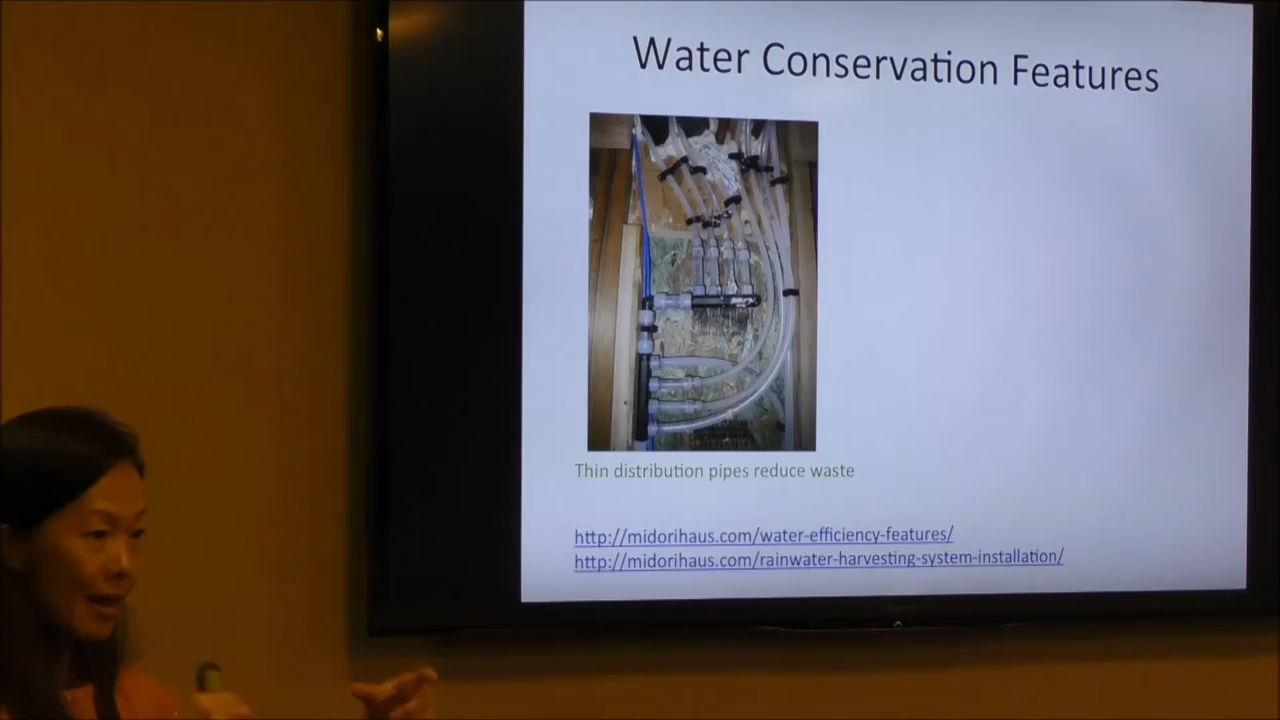 Water Conservation Features
Thin distribution pipes reduce waste
http://midorihaus.com/water-efficiency-features/
http://midorihaus.com/rainwater-harvesting-system-installation/